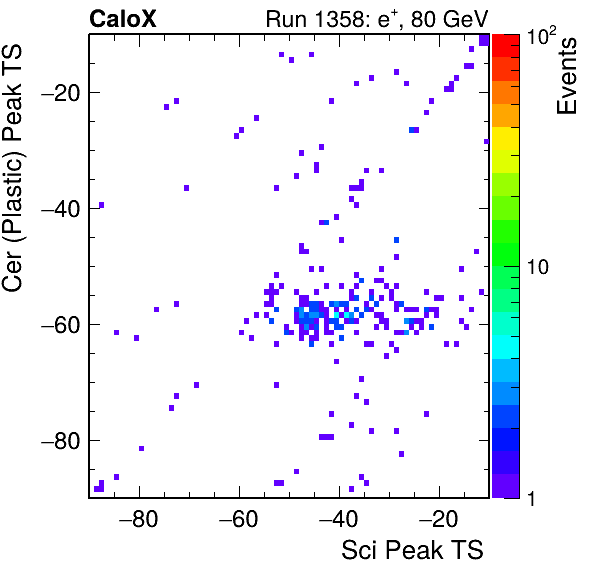 CaloX Run 1358: e⁺, 80 GeV
Cer (Plastic) Peak TS
−20
−40
−60
−80
−80 −60 −40 −20
Sci Peak TS
10²
10
1
Events